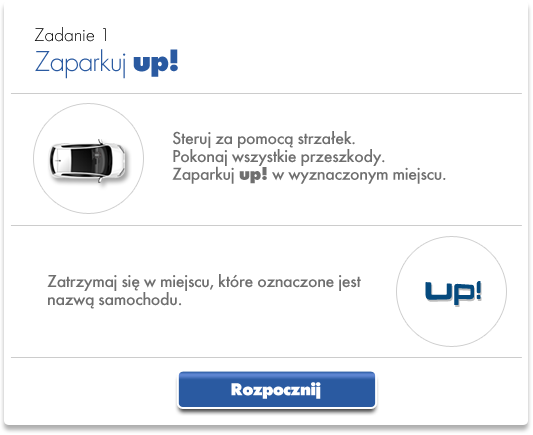 Zadanie 1
Zaparkuj up!
Steruj za pomocą strzałek.
Pokonaj wszystkie przeszkody.
Zaparkuj up! w wyznaczonym miejscu.
Zatrzymaj się w miejscu, które oznaczone jest
nazwą samochodu.
up!
Rozpocznij